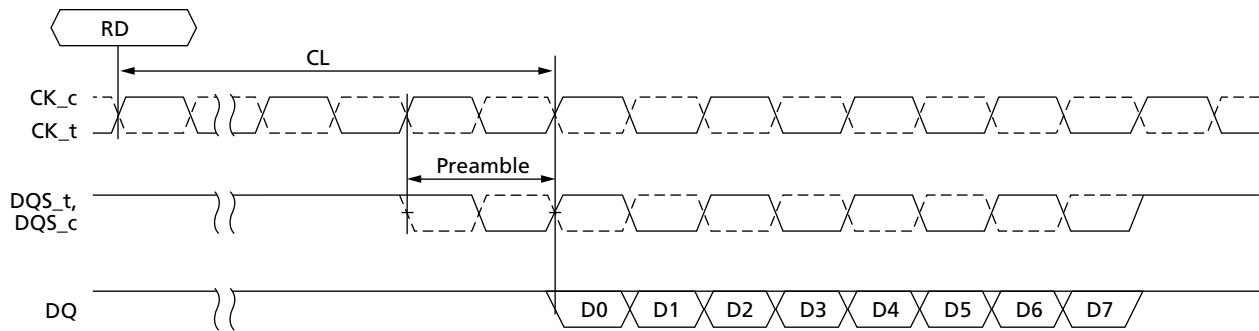 RD
CL
CK_c
CK_t
Preamble
DQS_t,
DQS_c
DQ
D0 D1 D2 D3 D4 D5 D6 D7